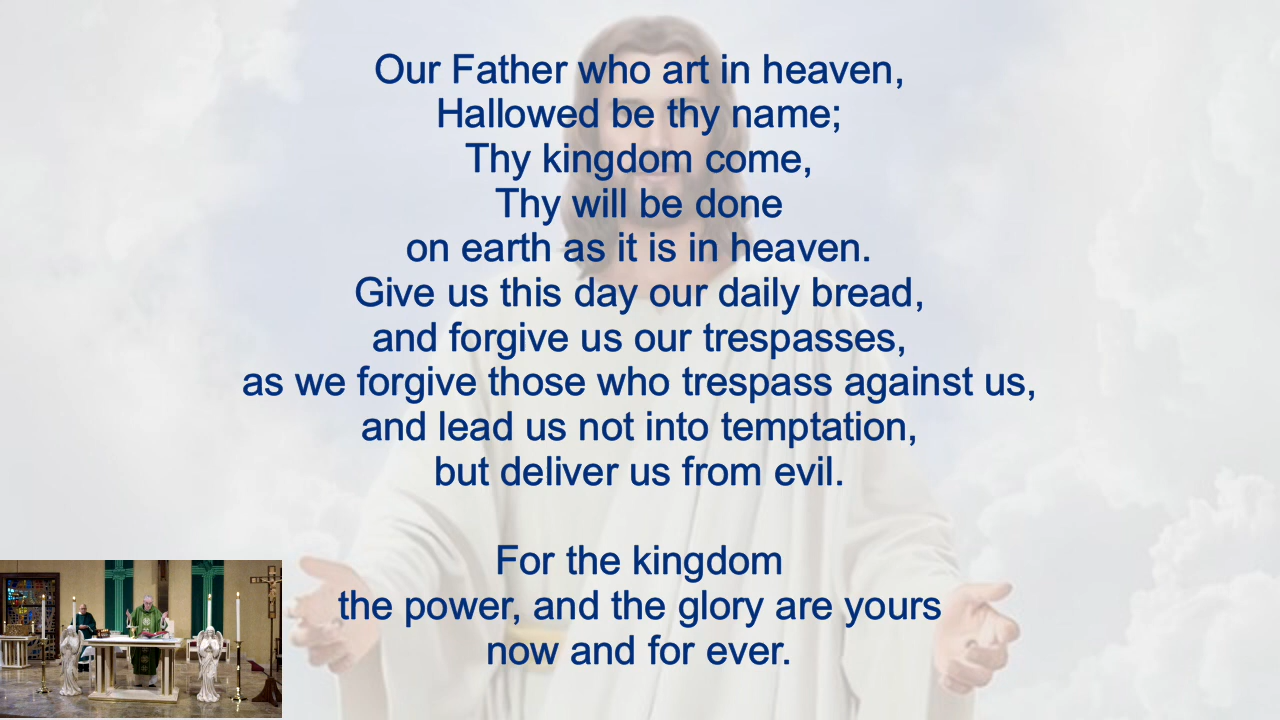 Our Father who art in heaven,
Hallowed be thy name;
Thy kingdom come,
Thy will be done
on earth as it is in heaven.
Give us this day our daily bread,
and forgive us our trespasses,
as we forgive those who trespass against us,
and lead us not into temptation,
but deliver us from evil.
For the kingdom
the power, and the glory are yours
now and for ever.